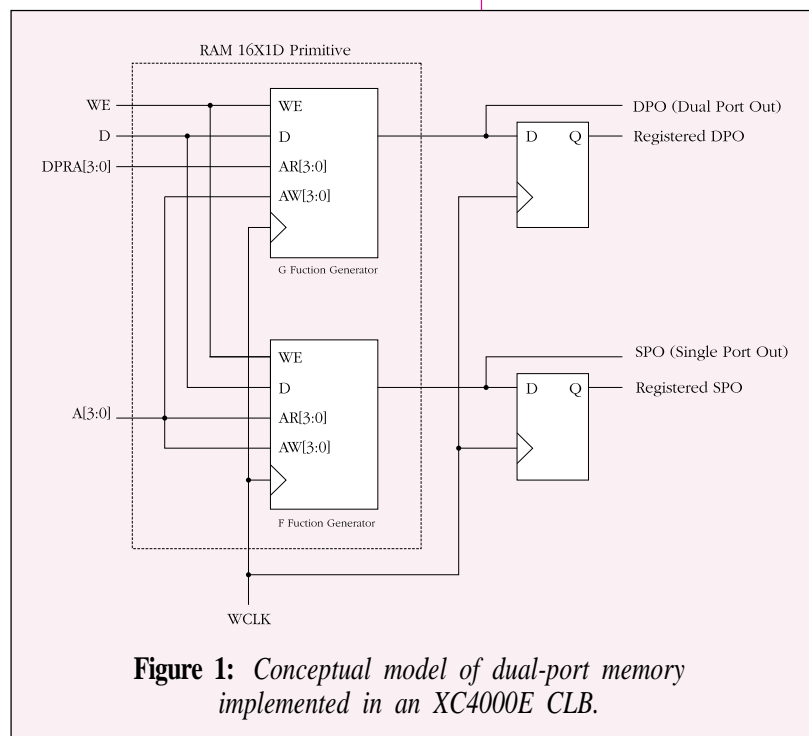 RAM 16X1D Primitive
WE
WE
DPO (Dual Port Out)
D
D
D
Q
Registered DPO
DPRA[3:0]
AR[3:0]
AW[3:0]
G Fuction Generator
WE
SPO (Single Port Out)
D
D
Q
Registered SPO
A[3:0]
AR[3:0]
AW[3:0]
F Fuction Generator
WCLK
Figure 1: Conceptual model of dual-port memory
implemented in an XC4000E CLB.